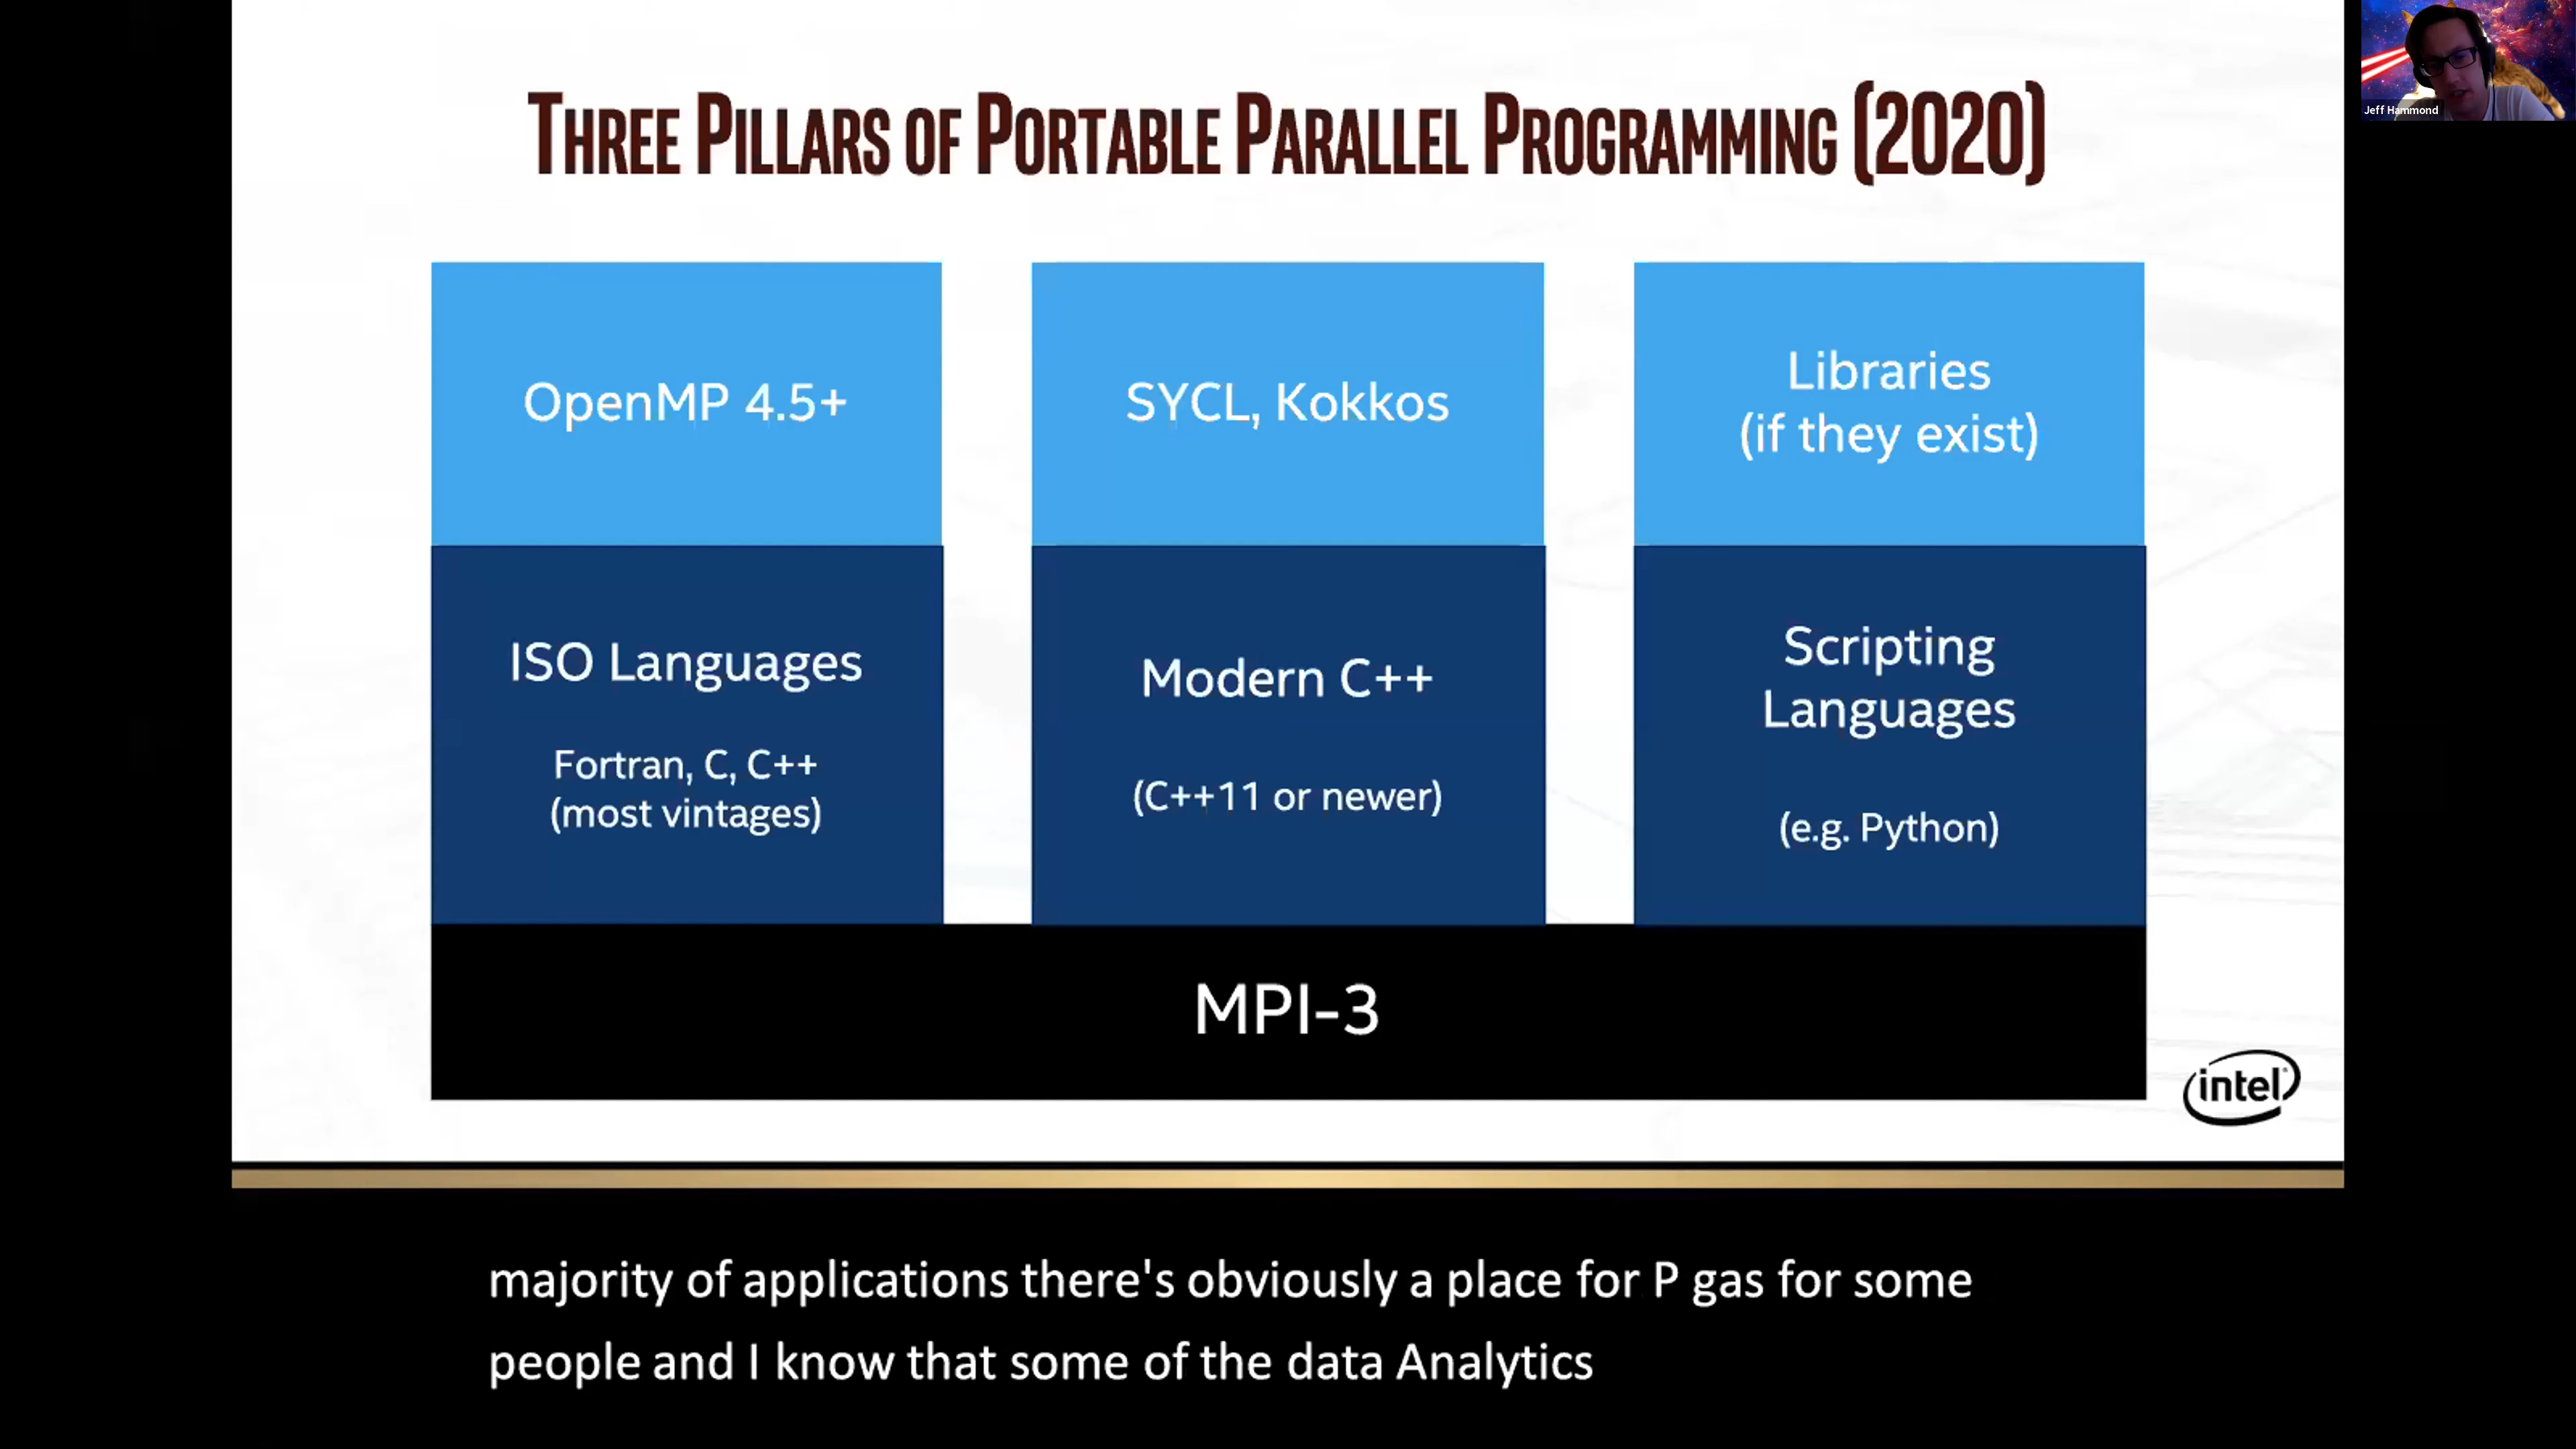 THREE PILLARS OF PORTABLE PARALLEL PROGRAMMING (2020)
Jeff Hammond
OpenMP 4.5+
SYCL, Kokkos
Libraries
(if they exist)
ISO Languages
Fortran, C, C++
(most vintages)
Modern C++
(C++11 or newer)
Scripting
Languages
(e.g. Python)
MPI-3
intel
majority of applications there's obviously a place for P gas for some
people and I know that some of the data Analytics